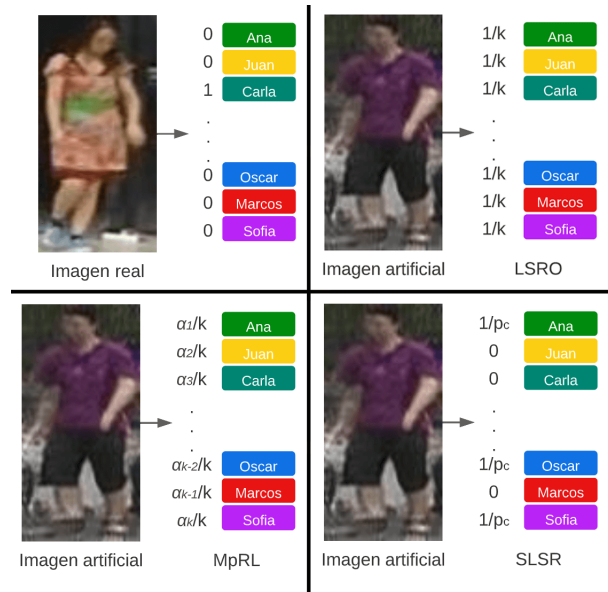 0 Ana
0 Juan
1 Carla
.
.
.
0 Oscar
0 Marcos
0 Sofia
Imagen real
1/k Ana
1/k Juan
1/k Carla
.
.
.
1/k Oscar
1/k Marcos
1/k Sofia
Imagen artificial LSRO
α1/k Ana
α2/k Juan
α3/k Carla
.
.
.
αk-2/k Oscar
αk-1/k Marcos
αk/k Sofia
Imagen artificial MpRL
1/pc Ana
0 Juan
0 Carla
.
.
.
1/pc Oscar
0 Marcos
1/pc Sofia
Imagen artificial SLSR